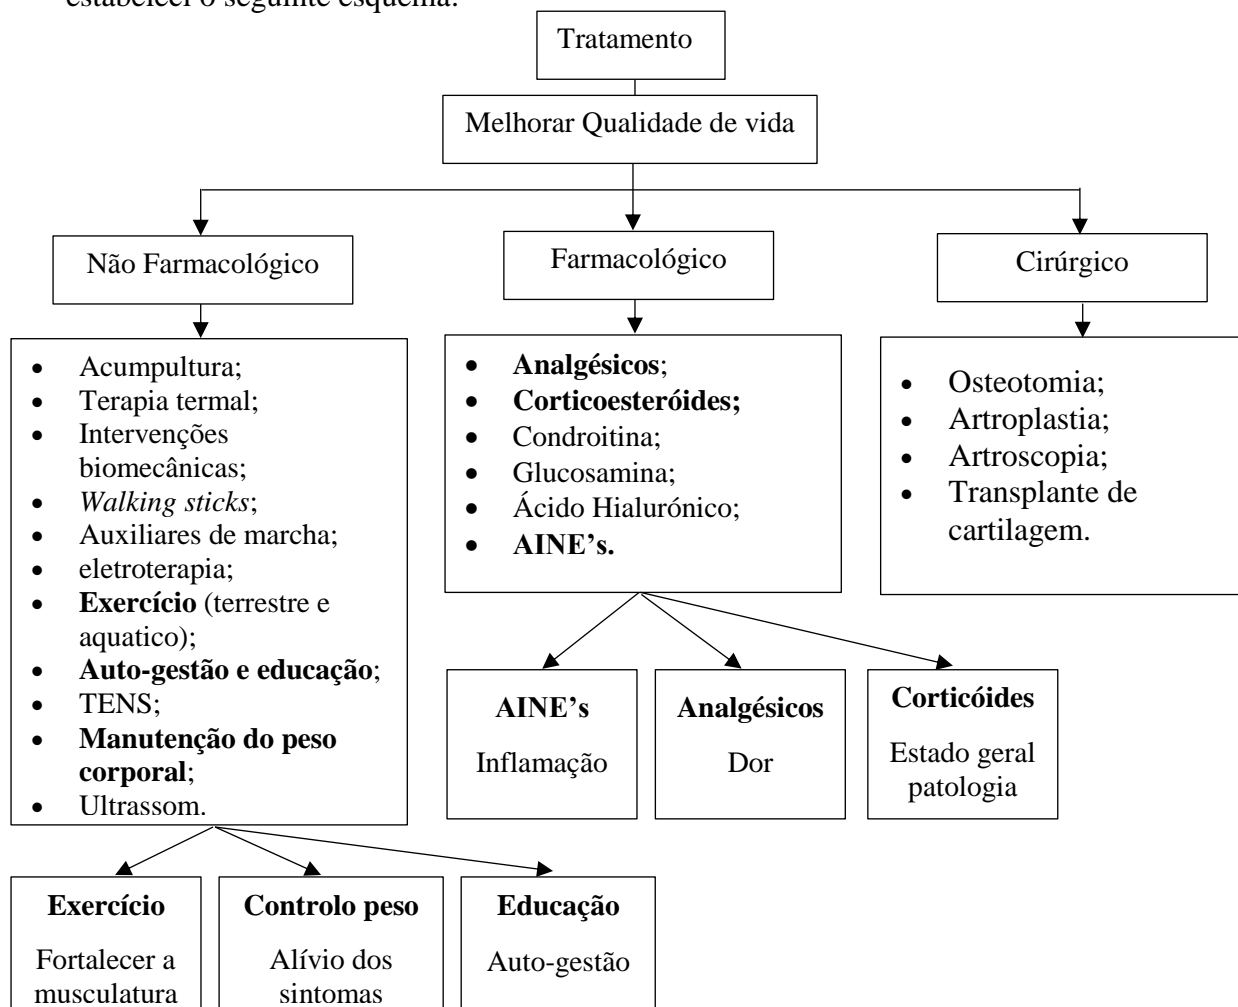 estabeleci o seguinte esquema:
Tratamento
Melhorar Qualidade de vida
Não Farmacológico
Farmacológico
Cirúrgico
• Acumpultura;
• Terapia termal;
• Intervenções
biomecânicas;
• Walking sticks;
• Auxiliares de marcha;
• eletroterapia;
• Exercício (terrestre e
aquatico);
• Auto-gestão e educação;
• TENS;
• Manutenção do peso
corporal;
• Ultrassom.
• Analgésicos;
• Corticoesteróides;
• Condroitina;
• Glucosamina;
• Ácido Hialurónico;
• AINE’s.
• Osteotomia;
• Artroplastia;
• Artroscopia;
• Transplante de
cartilagem.
AINE’s
Inflamação
Analgésicos
Dor
Corticóides
Estado geral
patologia
Exercício
Fortalecer a
musculatura
Controlo peso
Alívio dos
sintomas
Educação
Auto-gestão